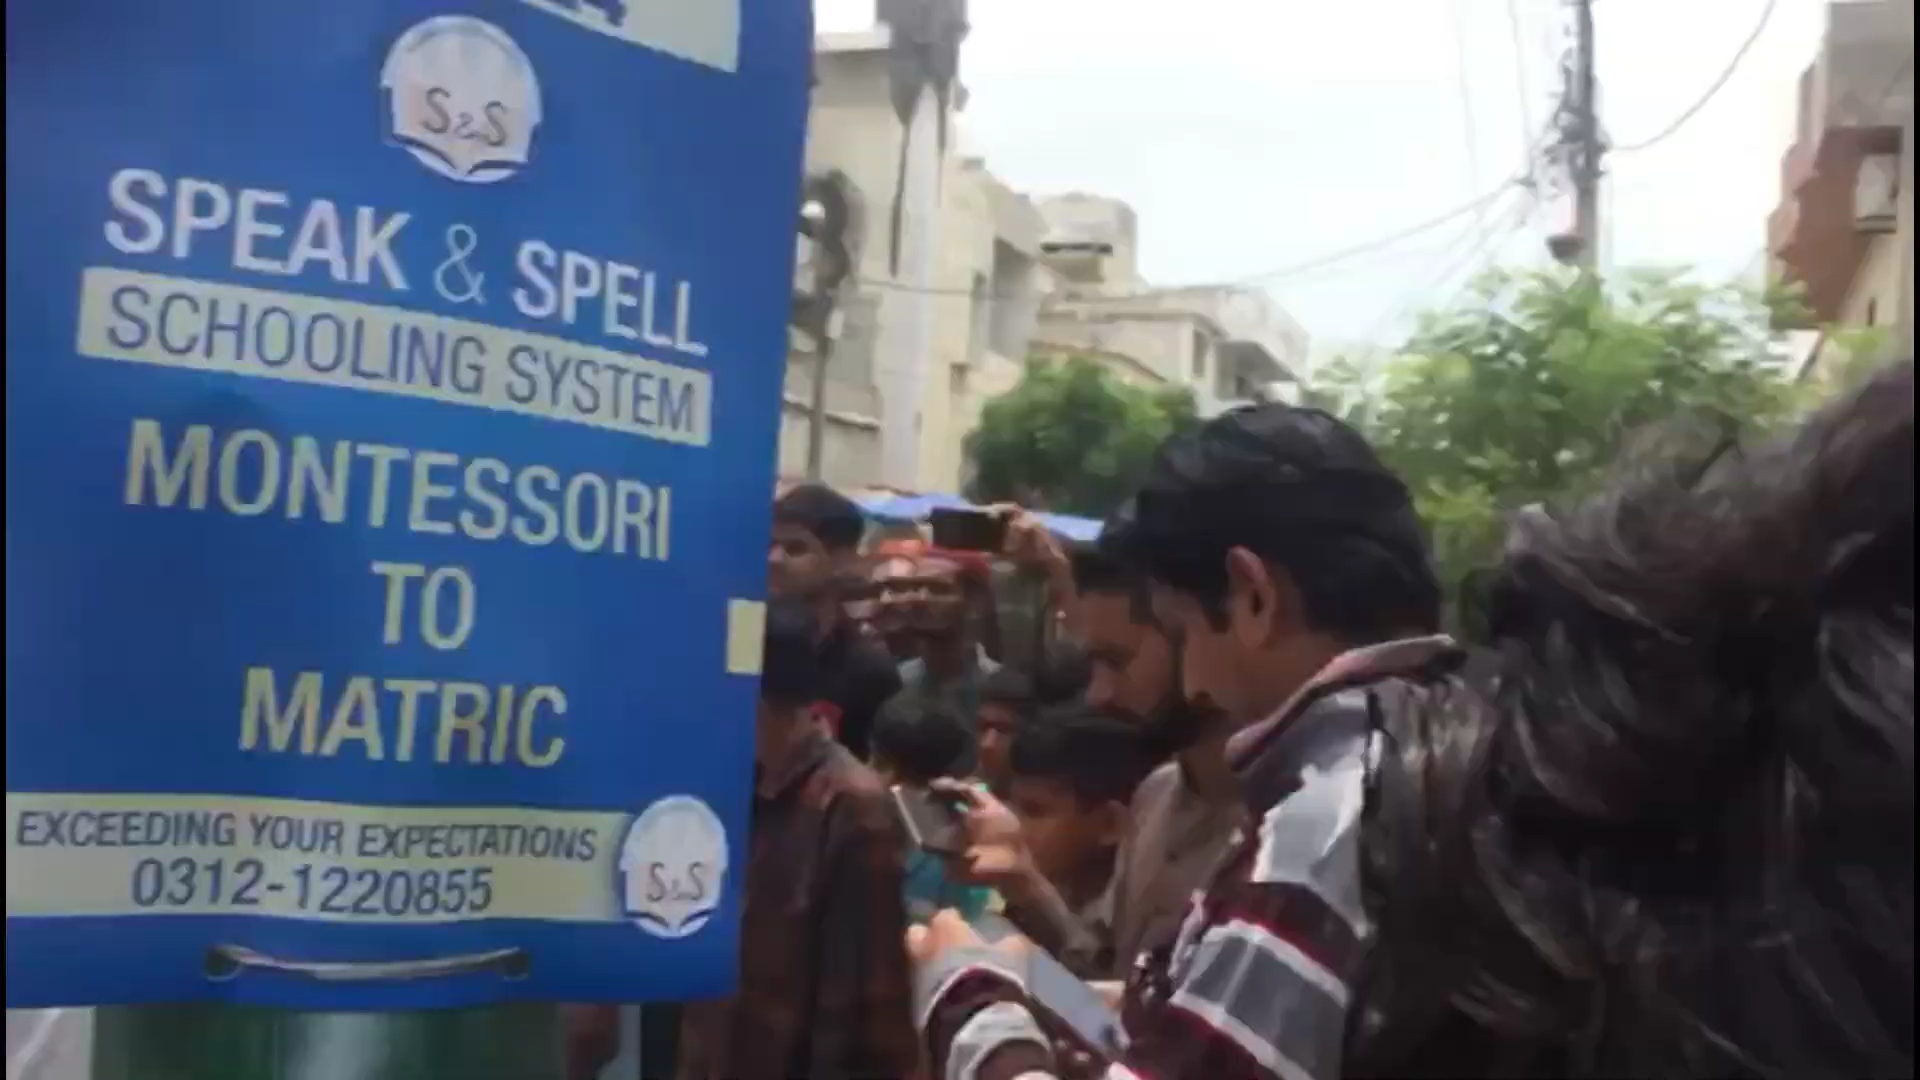 S&S
SPEAK & SPELL
SCHOOLING SYSTEM
MONTESSORI
TO
MATRIC
EXCEEDING YOUR EXPECTATIONS
0312-1220855
S&S